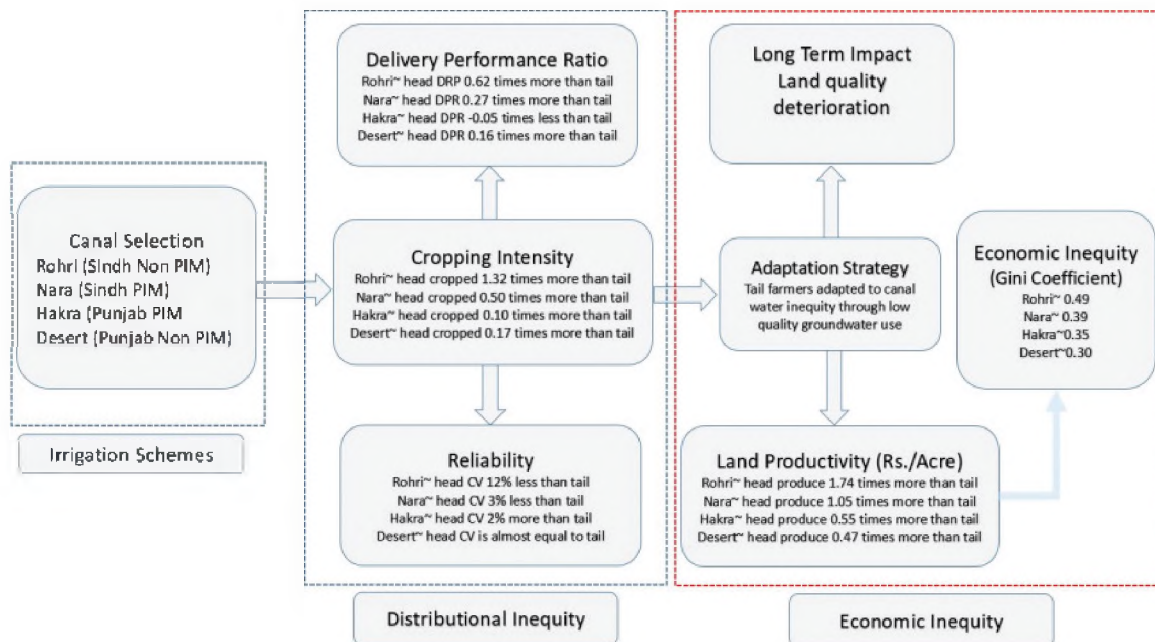 Canal Selection
Rohri (Sindh Non PIM)
Nara (Sindh PIM)
Hakra (Punjab PIM
Desert (Punjab Non PIM)
Irrigation Schemes
Delivery Performance Ratio
Rohri~ head DRP 0.62 times more than tail
Nara~ head DPR 0.27 times more than tail
Hakra~ head DPR -0.05 times less than tail
Desert~ head DPR 0.16 times more than tail
Cropping Intensity
Rohri~ head cropped 1.32 times more than tail
Nara~ head cropped 0.50 times more than tail
Hakra~ head cropped 0.10 times more than tail
Desert~ head cropped 0.17 times more than tail
Reliability
Rohri~ head CV 12% less than tail
Nara~ head CV 3% less than tail
Hakra~ head CV 2% more than tail
Desert~ head CV is almost equal to tail
Distributional Inequity
Long Term Impact
Land quality
deterioration
Adaptation Strategy
Tail farmers adapted to canal
water inequity through low
quality groundwater use
Land Productivity (Rs./Acre)
Rohri~ head produce 1.74 times more than tail
Nara~ head produce 1.05 times more than tail
Hakra~ head produce 0.55 times more than tail
Desert~ head produce 0.47 times more than tail
Economic Inequity
(Gini Coefficient)
Rohri~ 0.49
Nara~ 0.39
Hakra~0.35
Desert~0.30
Economic Inequity